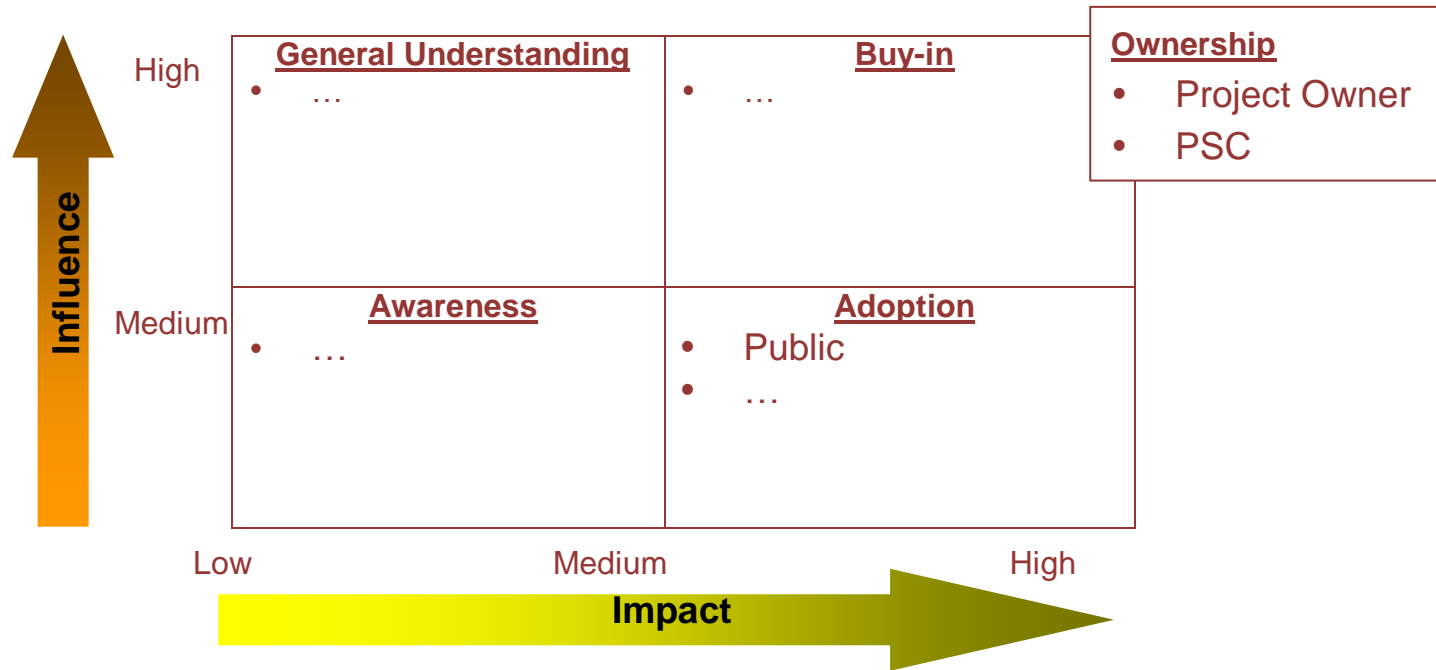 High
General Understanding
• …
Buy-in
• …
Ownership
• Project Owner
• PSC
Influence
Medium
Awareness
• …
Adoption
• Public
• …
Low
Medium
High
Impact